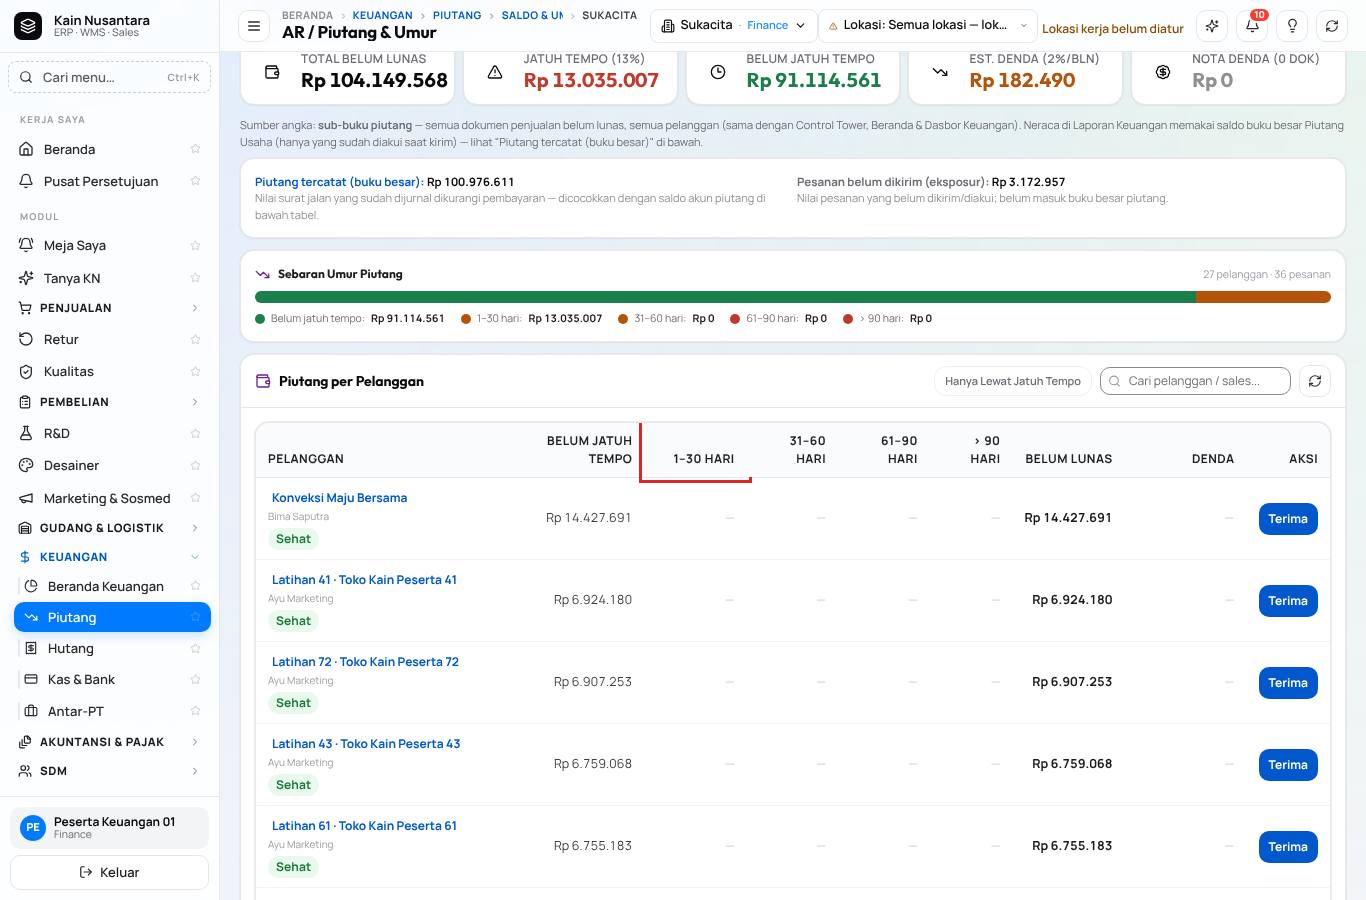 Kain Nusantara
ERP · WMS · Sales
Cari menu... Ctrl+K
KERJA SAYA
Beranda
Pusat Persetujuan
MODUL
Meja Saya
Tanya KN
PENJUALAN
Retur
Kualitas
PEMBELIAN
R&D
Desainer
Marketing & Sosmed
GUDANG & LOGISTIK
KEUANGAN
Beranda Keuangan
Piutang
Hutang
Kas & Bank
Antar-PT
AKUNTANSI & PAJAK
SDM
PE Peserta Keuangan 01
Finance
Keluar
BERANDA > KEUANGAN > PIUTANG > SALDO & UM > SUKACITA
AR / Piutang & Umur
Sukacita · Finance
Lokasi: Semua lokasi — lok...
Lokasi kerja belum diatur
10
TOTAL BELUM LUNAS
Rp 104.149.568
JATUH TEMPO (13%)
Rp 13.035.007
BELUM JATUH TEMPO
Rp 91.114.561
EST. DENDA (2%/BLN)
Rp 182.490
NOTA DENDA (0 DOK)
Rp 0
Sumber angka: sub-buku piutang — semua dokumen penjualan belum lunas, semua pelanggan (sama dengan Control Tower, Beranda & Dasbor Keuangan). Neraca di Laporan Keuangan memakai saldo buku besar Piutang
Usaha (hanya yang sudah diakui saat kirim) — lihat "Piutang tercatat (buku besar)" di bawah.
Piutang tercatat (buku besar): Rp 100.976.611
Nilai surat jalan yang sudah dijurnal dikurangi pembayaran — dicocokkan dengan saldo akun piutang di
bawah tabel.
Pesanan belum dikirim (eksposur): Rp 3.172.957
Nilai pesanan yang belum dikirim/diakui; belum masuk buku besar piutang.
Sebaran Umur Piutang
27 pelanggan · 36 pesanan
Belum jatuh tempo: Rp 91.114.561 1–30 hari: Rp 13.035.007 31–60 hari: Rp 0 61–90 hari: Rp 0 > 90 hari: Rp 0
Piutang per Pelanggan
Hanya Lewat Jatuh Tempo
Cari pelanggan / sales...
PELANGGAN BELUM JATUH TEMPO 1–30 HARI 31–60 HARI 61–90 HARI > 90 HARI BELUM LUNAS DENDA AKSI
Konveksi Maju Bersama
Bima Saputra
Sehat
Rp 14.427.691 — — — — Rp 14.427.691 — Terima
Latihan 41 · Toko Kain Peserta 41
Ayu Marketing
Sehat
Rp 6.924.180 — — — — Rp 6.924.180 — Terima
Latihan 72 · Toko Kain Peserta 72
Ayu Marketing
Sehat
Rp 6.907.253 — — — — Rp 6.907.253 — Terima
Latihan 43 · Toko Kain Peserta 43
Ayu Marketing
Sehat
Rp 6.759.068 — — — — Rp 6.759.068 — Terima
Latihan 61 · Toko Kain Peserta 61
Ayu Marketing
Sehat
Rp 6.755.183 — — — — Rp 6.755.183 — Terima